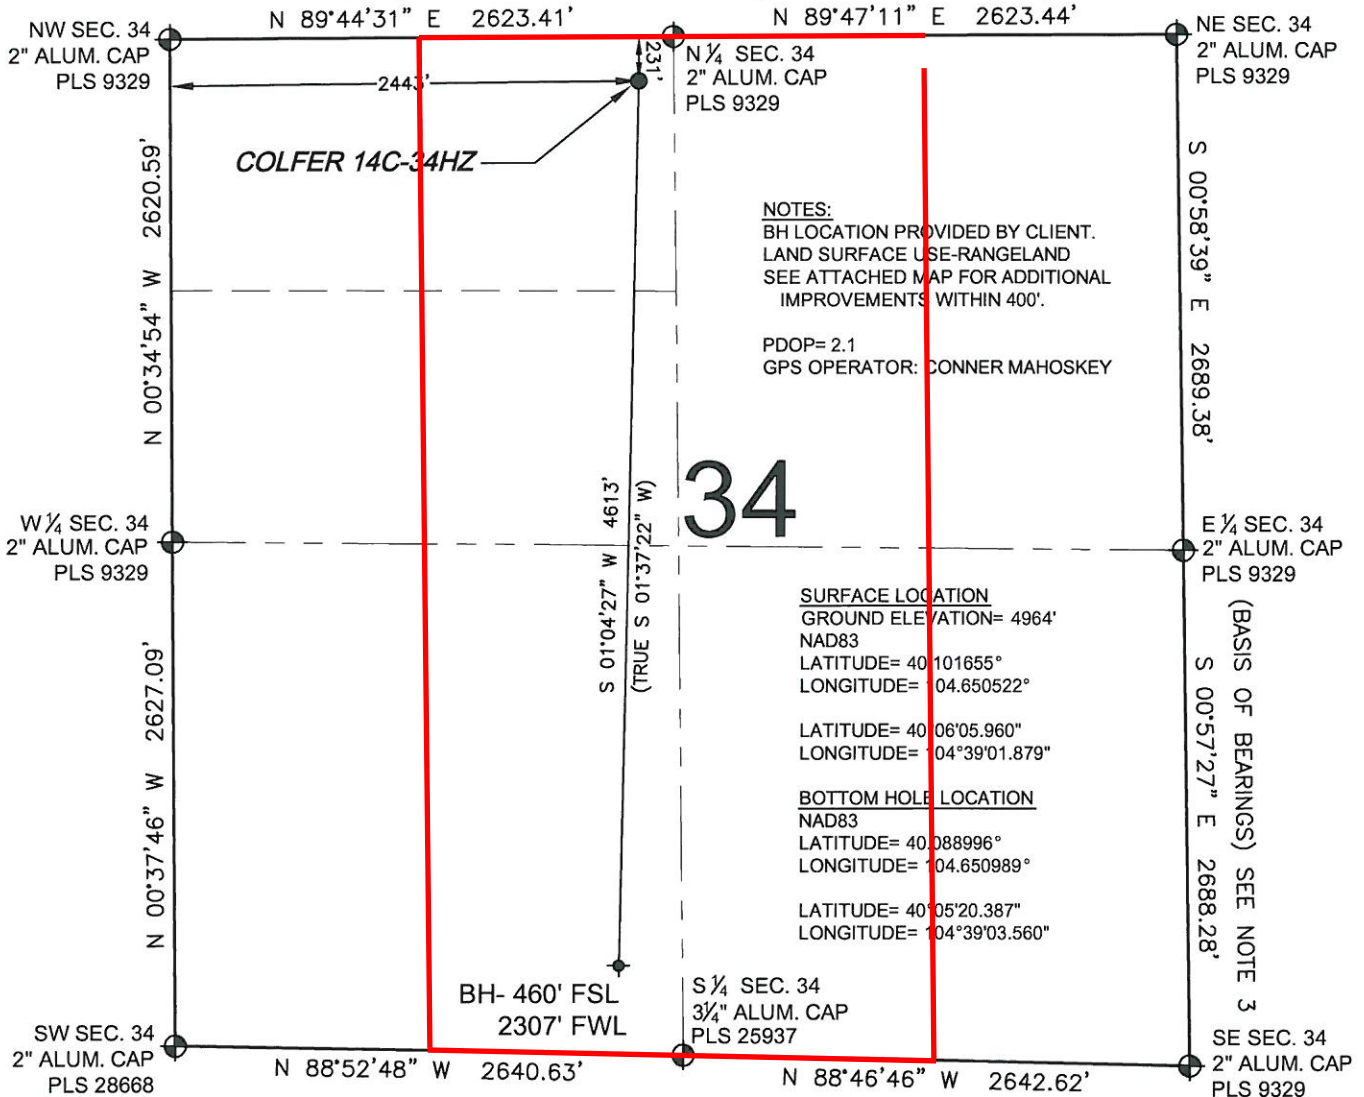 N 89°44'31" E 2623.41'
N 89°47'11" E 2623.44'
NW SEC. 34
2" ALUM. CAP
PLS 9329
N 1/4 SEC. 34
2" ALUM. CAP
PLS 9329
NE SEC. 34
2" ALUM. CAP
PLS 9329
2443'
231'
COLFER 14C-34HZ
N 00°34'54" W 2620.59'
S 00°58'39" E 2689.38'
NOTES:
BH LOCATION PROVIDED BY CLIENT.
LAND SURFACE USE-RANGELAND
SEE ATTACHED MAP FOR ADDITIONAL
IMPROVEMENTS WITHIN 400'.
PDOP= 2.1
GPS OPERATOR: CONNER MAHOSKEY
34
S 01°04'27" W 4613'
(TRUE S 01°37'22" W)
W 1/4 SEC. 34
2" ALUM. CAP
PLS 9329
E 1/4 SEC. 34
2" ALUM. CAP
PLS 9329
SURFACE LOCATION
GROUND ELEVATION= 4964'
NAD83
LATITUDE= 40.101655°
LONGITUDE= 104.650522°
LATITUDE= 40°06'05.960"
LONGITUDE= 104°39'01.879"
BOTTOM HOLE LOCATION
NAD83
LATITUDE= 40.088996°
LONGITUDE= 104.650989°
LATITUDE= 40°05'20.387"
LONGITUDE= 104°39'03.560"
N 00°37'46" W 2627.09'
S 00°57'27" E 2688.28'
(BASIS OF BEARINGS) SEE NOTE 3
BH- 460' FSL
2307' FWL
S 1/4 SEC. 34
3 1/4" ALUM. CAP
PLS 25937
SW SEC. 34
2" ALUM. CAP
PLS 28668
SE SEC. 34
2" ALUM. CAP
PLS 9329
N 88°52'48" W 2640.63'
N 88°46'46" W 2642.62'